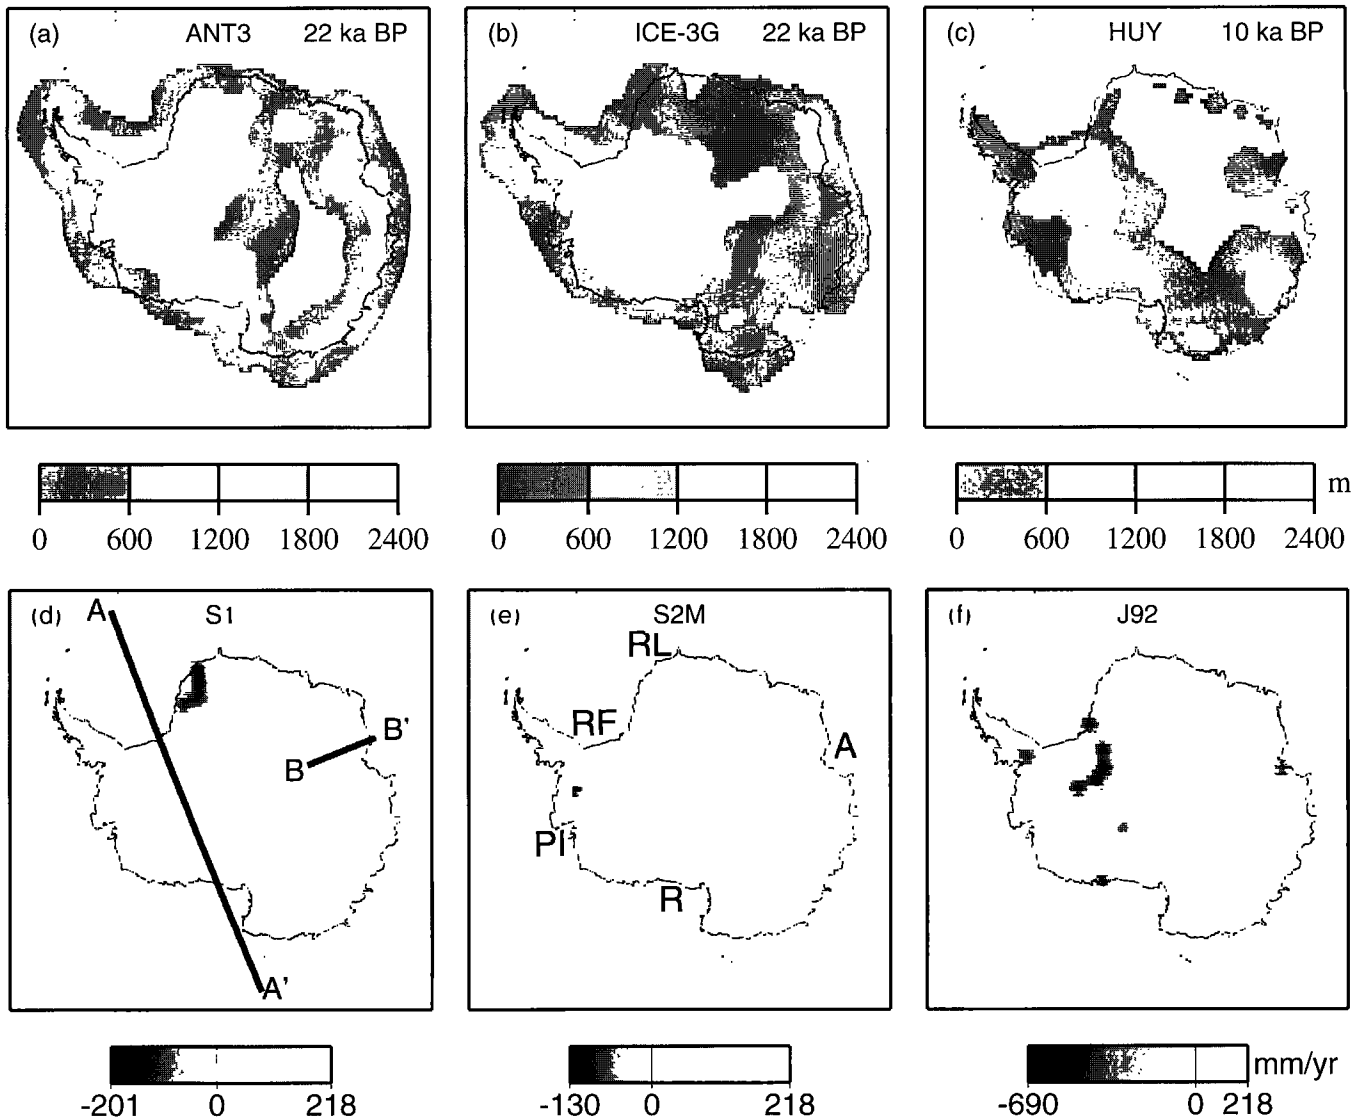 (a) ANT3 22 ka BP
(b) ICE-3G 22 ka BP
(c) HUY 10 ka BP
0 600 1200 1800 2400
0 600 1200 1800 2400
0 600 1200 1800 2400 m
(d) S1
A
B
B'
A'
(e) S2M
RL
RF
A
PI
R
(f) J92
-201 0 218
-130 0 218
-690 0 218 mm/yr